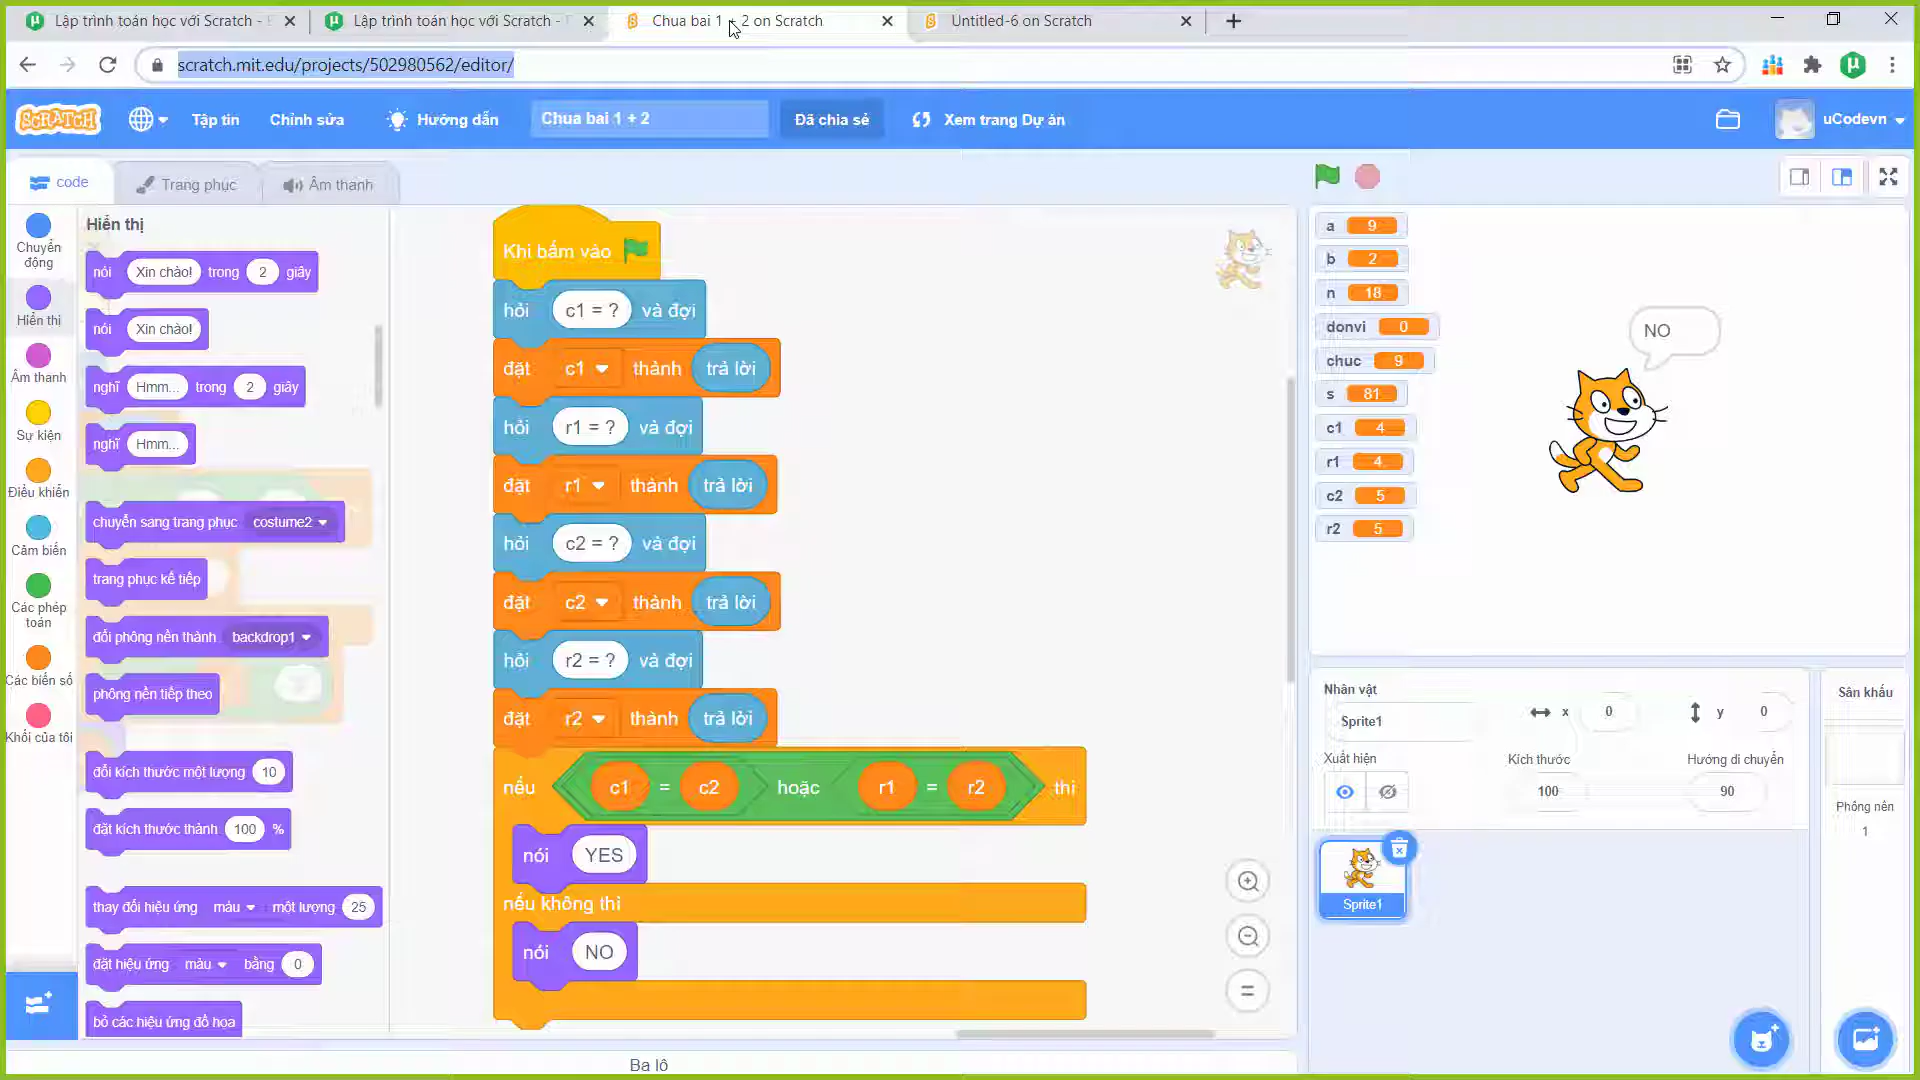 Lập trình toán học với Scratch -
Lập trình toán học với Scratch -
Chua bai 1 + 2 on Scratch
Untitled-6 on Scratch
scratch.mit.edu/projects/502980562/editor/
SCRATCH
Tập tin
Chỉnh sửa
Hướng dẫn
Chua bai 1 + 2
Đã chia sẻ
Xem trang Dự án
uCodevn
code
Trang phục
Âm thanh
Chuyển động
Hiển thị
Âm thanh
Sự kiện
Điều khiển
Cảm biến
Các phép toán
Các biến số
Khối của tôi
Hiển thị
nói Xin chào! trong 2 giây
nói Xin chào!
nghĩ Hmm... trong 2 giây
nghĩ Hmm...
chuyển sang trang phục costume2
trang phục kế tiếp
đổi phông nền thành backdrop1
phông nền tiếp theo
đổi kích thước một lượng 10
đặt kích thước thành 100 %
thay đổi hiệu ứng màu một lượng 25
đặt hiệu ứng màu bằng 0
bỏ các hiệu ứng đồ họa
Khi bấm vào
hỏi c1 = ? và đợi
đặt c1 thành trả lời
hỏi r1 = ? và đợi
đặt r1 thành trả lời
hỏi c2 = ? và đợi
đặt c2 thành trả lời
hỏi r2 = ? và đợi
đặt r2 thành trả lời
nếu c1 = c2 hoặc r1 = r2 thì
nói YES
nếu không thì
nói NO
Ba lô
a 9
b 2
n 18
donvi 0
chuc 9
s 81
c1 4
r1 4
c2 5
r2 5
NO
Nhân vật
Sprite1
x 0
y 0
Xuất hiện
Kích thước
100
Hướng di chuyển
90
Sprite1
Sân khấu
Phông nền
1